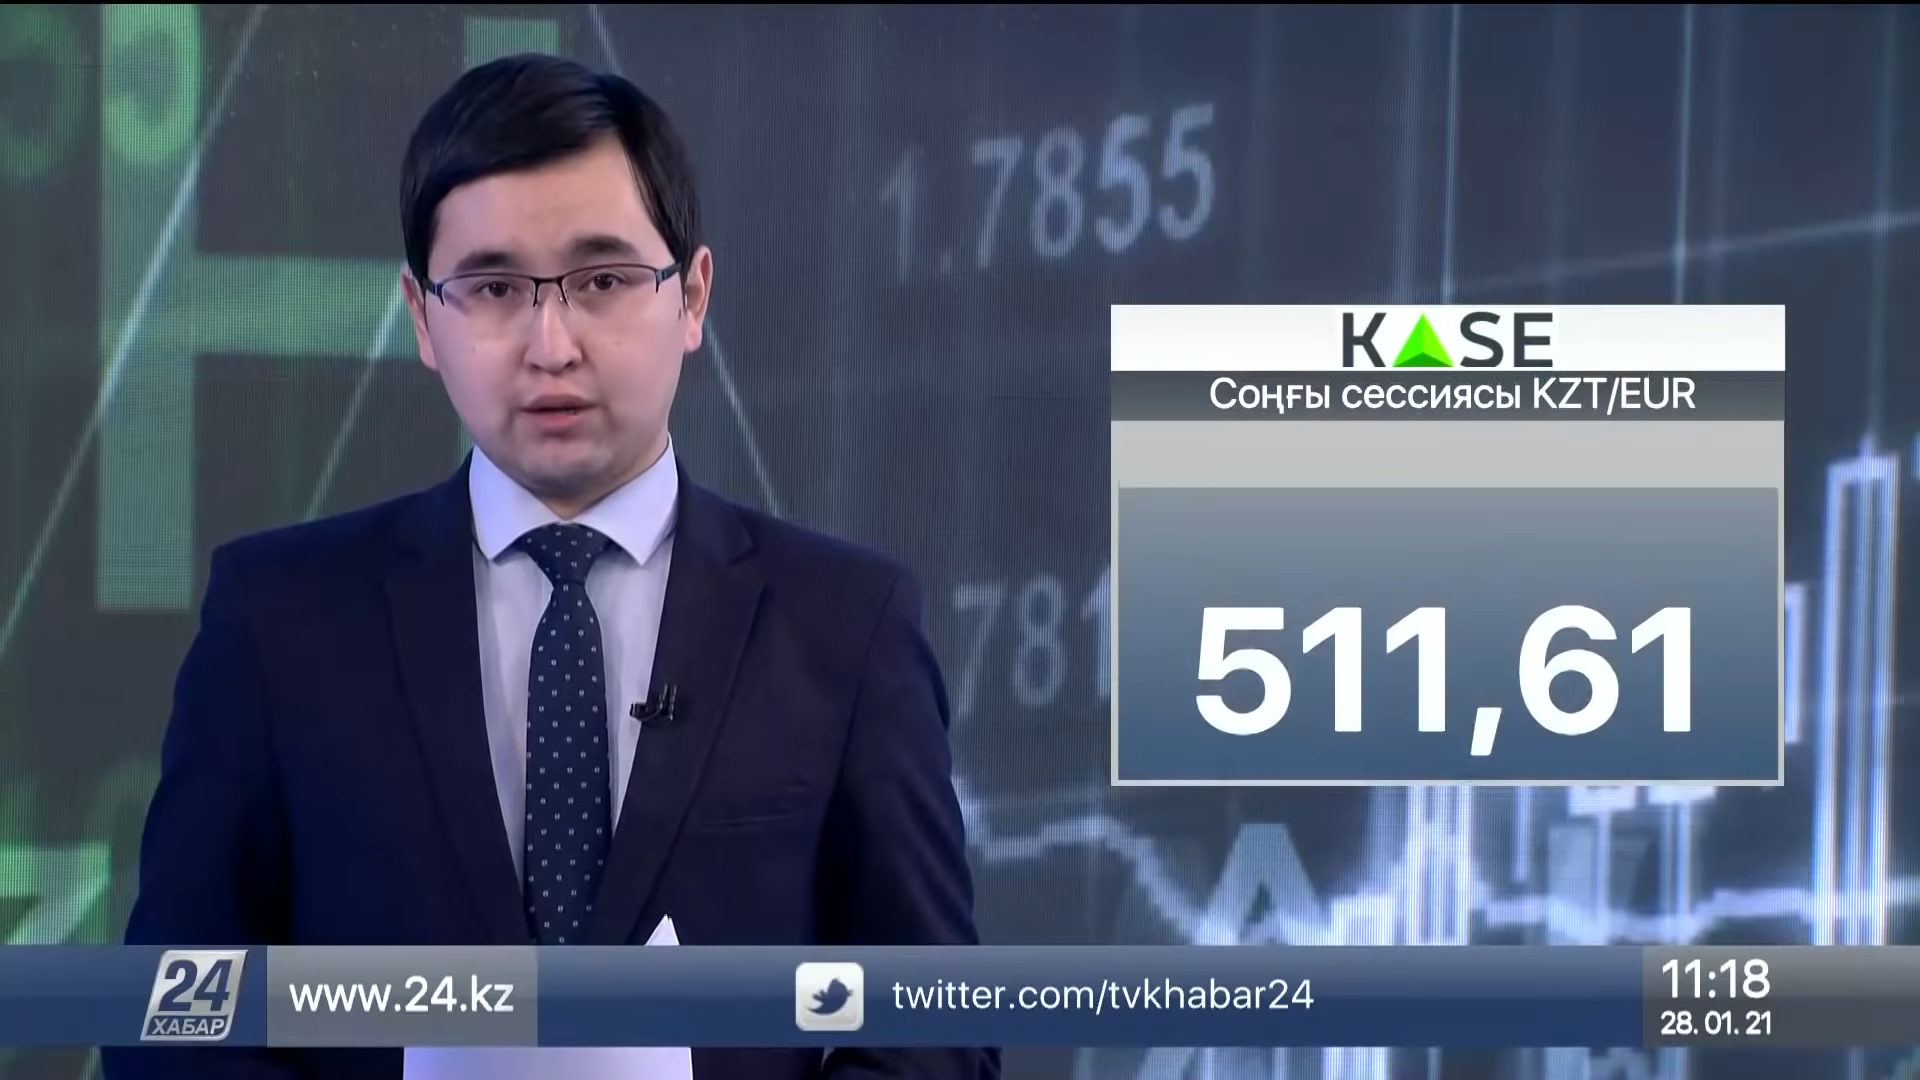 1.7855
KASE
Соңғы сессиясы KZT/EUR
781
511,61
24
ХАБАР
www.24.kz
twitter.com/tvkhabar24
11:18
28. 01. 21